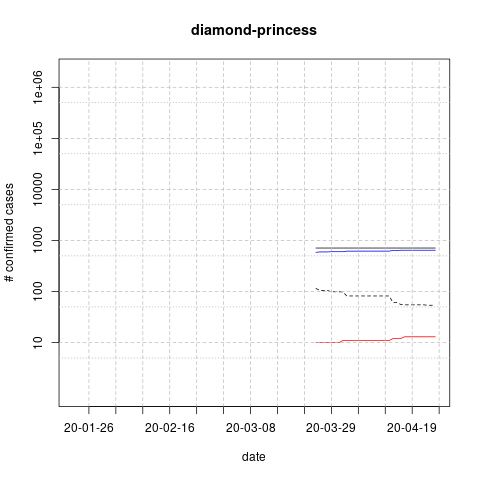 diamond-princess
# confirmed cases
1e+06
1e+05
10000
1000
100
10
20-01-26
20-02-16
20-03-08
20-03-29
20-04-19
date